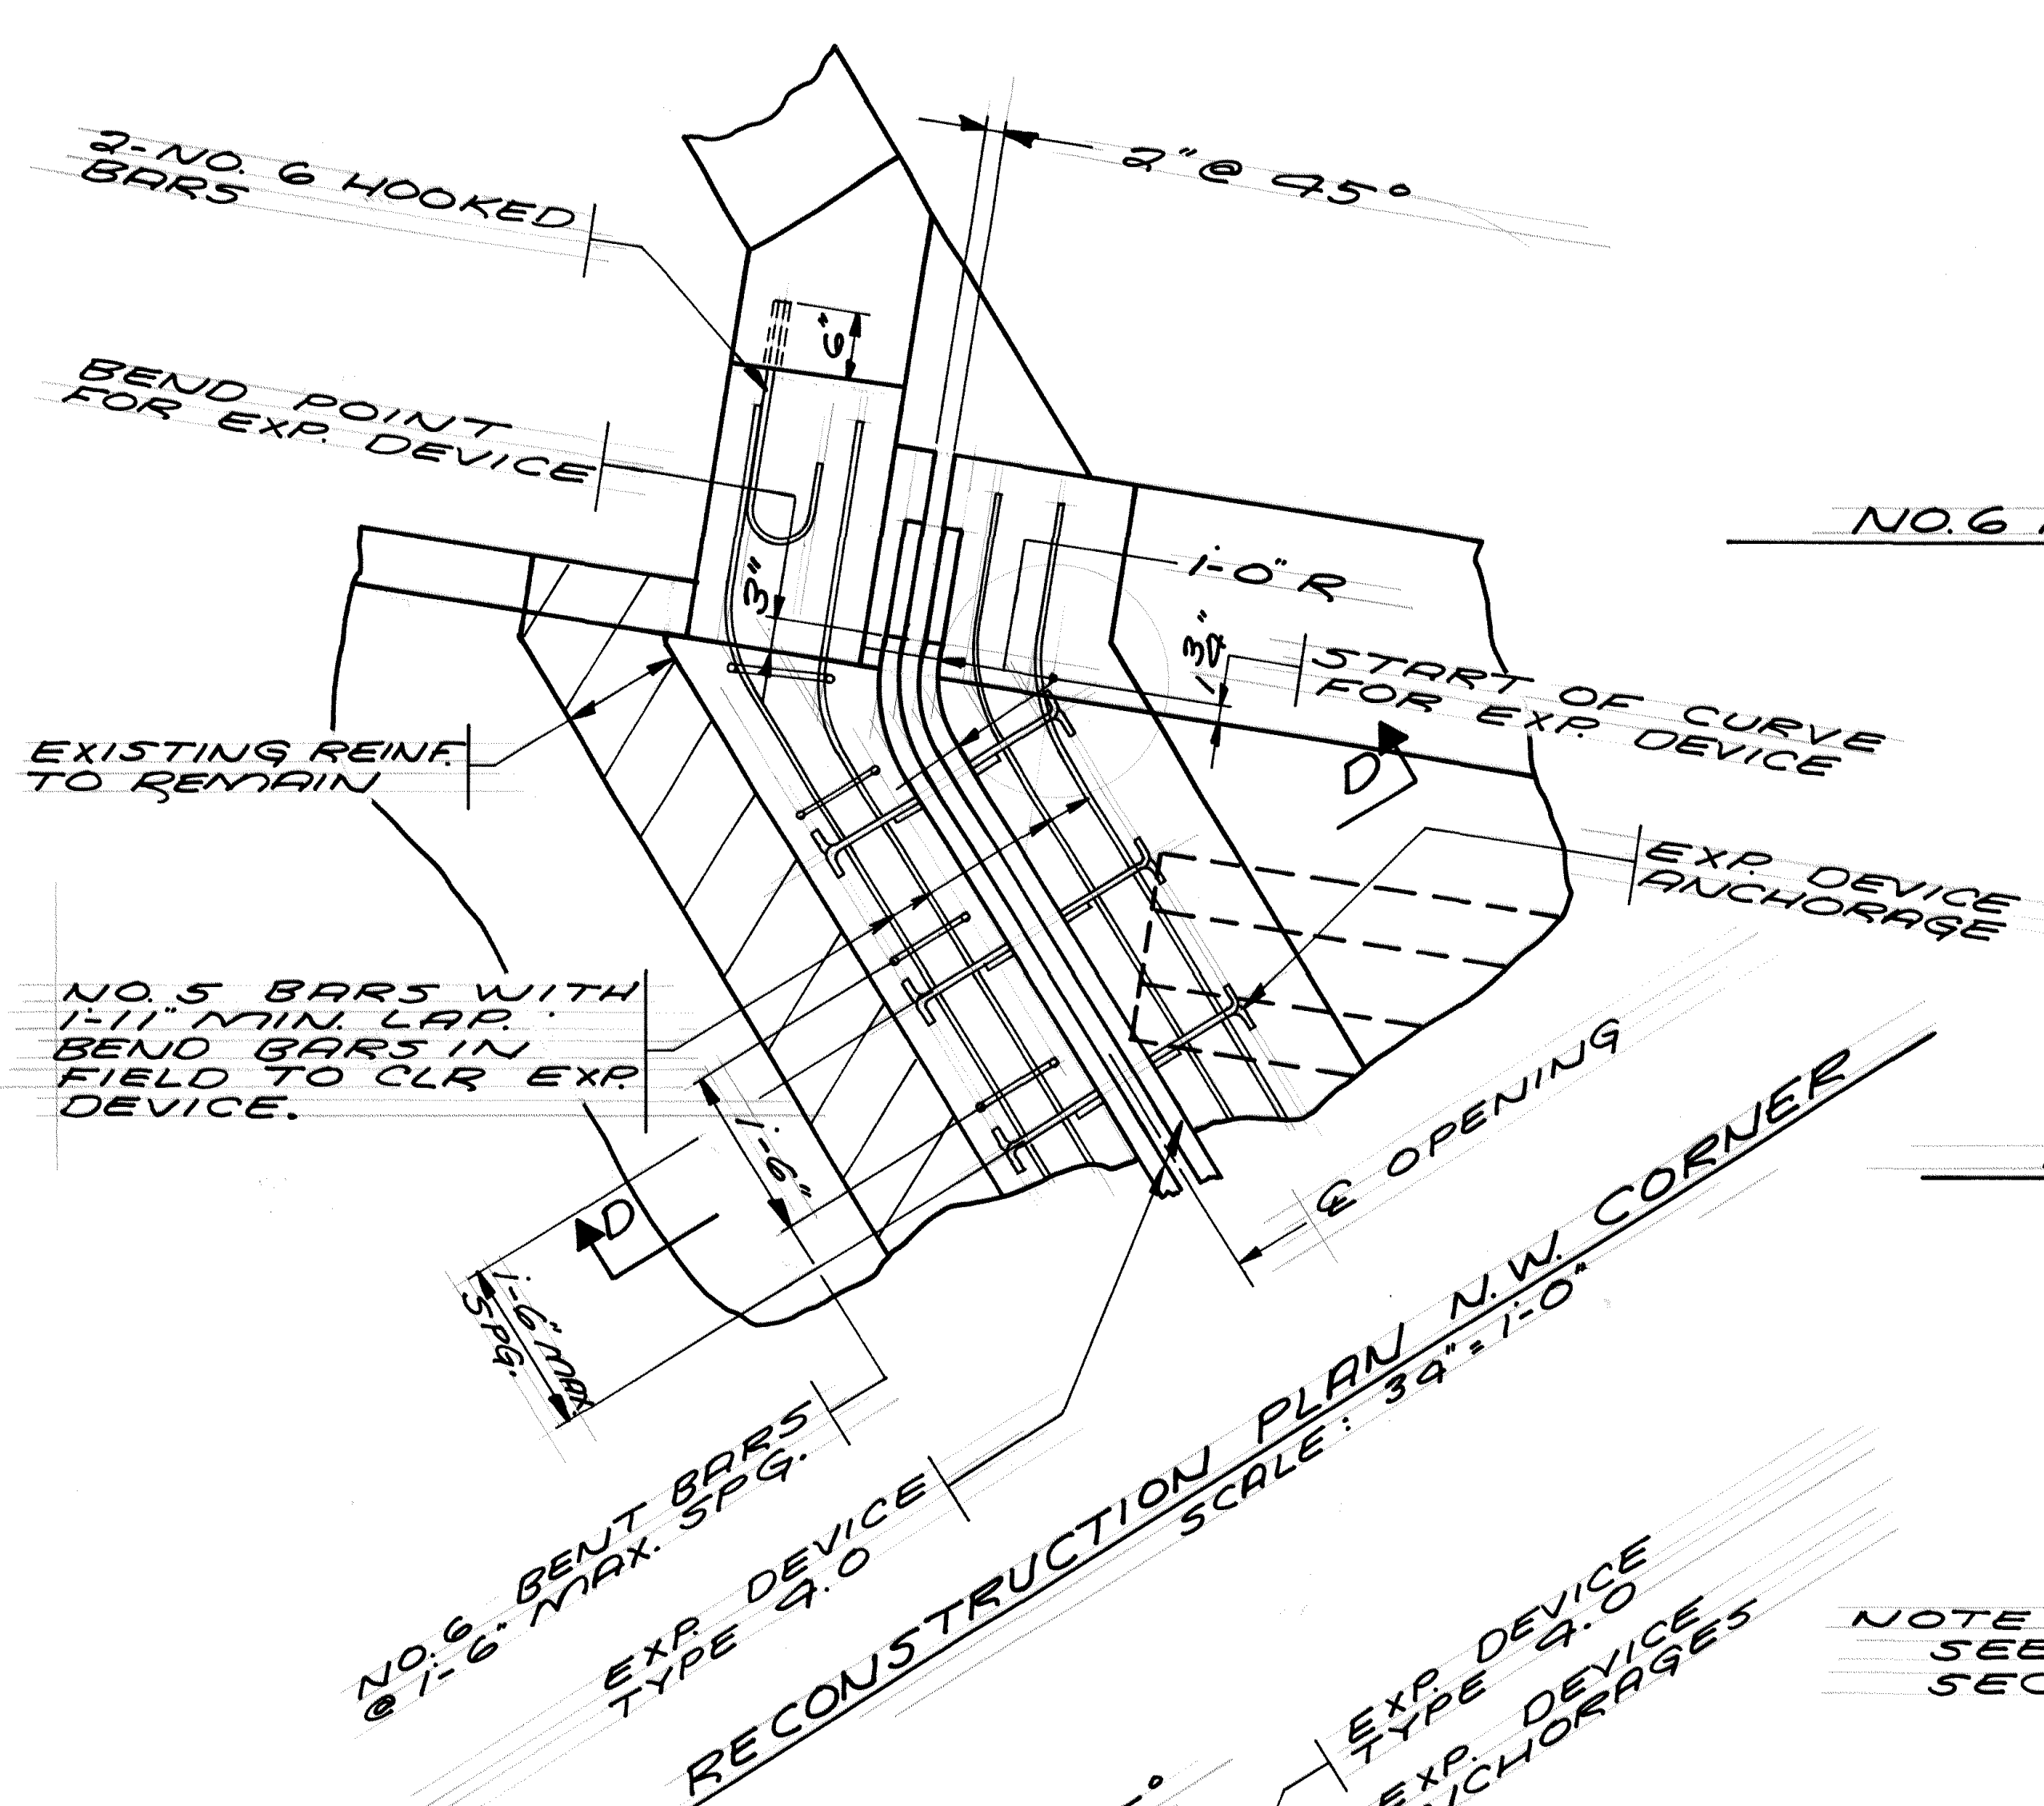 2-NO. 6 HOOKED
BARS
2" @ 45°
6"
BEND POINT
FOR EXP. DEVICE
NO. 6
3"
1'-0" R
1 3/4"
START OF CURVE
FOR EXP. DEVICE
EXISTING REINF.
TO REMAIN
D
EXP. DEVICE
ANCHORAGE
NO. 5 BARS WITH
1'-11" MIN. LAP.
BEND BARS IN
FIELD TO CLR EXP.
DEVICE.
1'-6"
D
1'-6" MAX.
SPG.
℄ OPENING
NO. 6 BENT BARS
@ 1'-6" MAX. SPG.
EXP. DEVICE
TYPE 4.0
RECONSTRUCTION PLAN N.W. CORNER
SCALE: 3/4" = 1'-0"
EXP. DEVICE
TYPE 4.0
EXP. DEVICE
NOTE
SEE